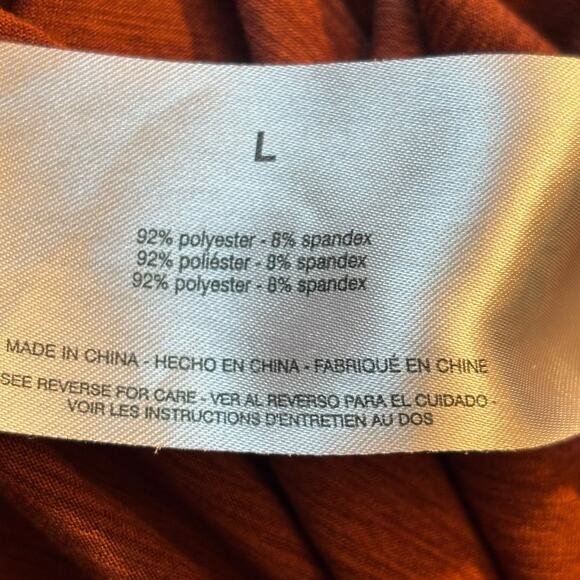 L
92% polyester - 8% spandex
92% poliéster - 8% spandex
92% polyester - 8% spandex
MADE IN CHINA - HECHO EN CHINA - FABRIQUÉ EN CHINE
SEE REVERSE FOR CARE - VER AL REVERSO PARA EL CUIDADO -
VOIR LES INSTRUCTIONS D'ENTRETIEN AU DOS